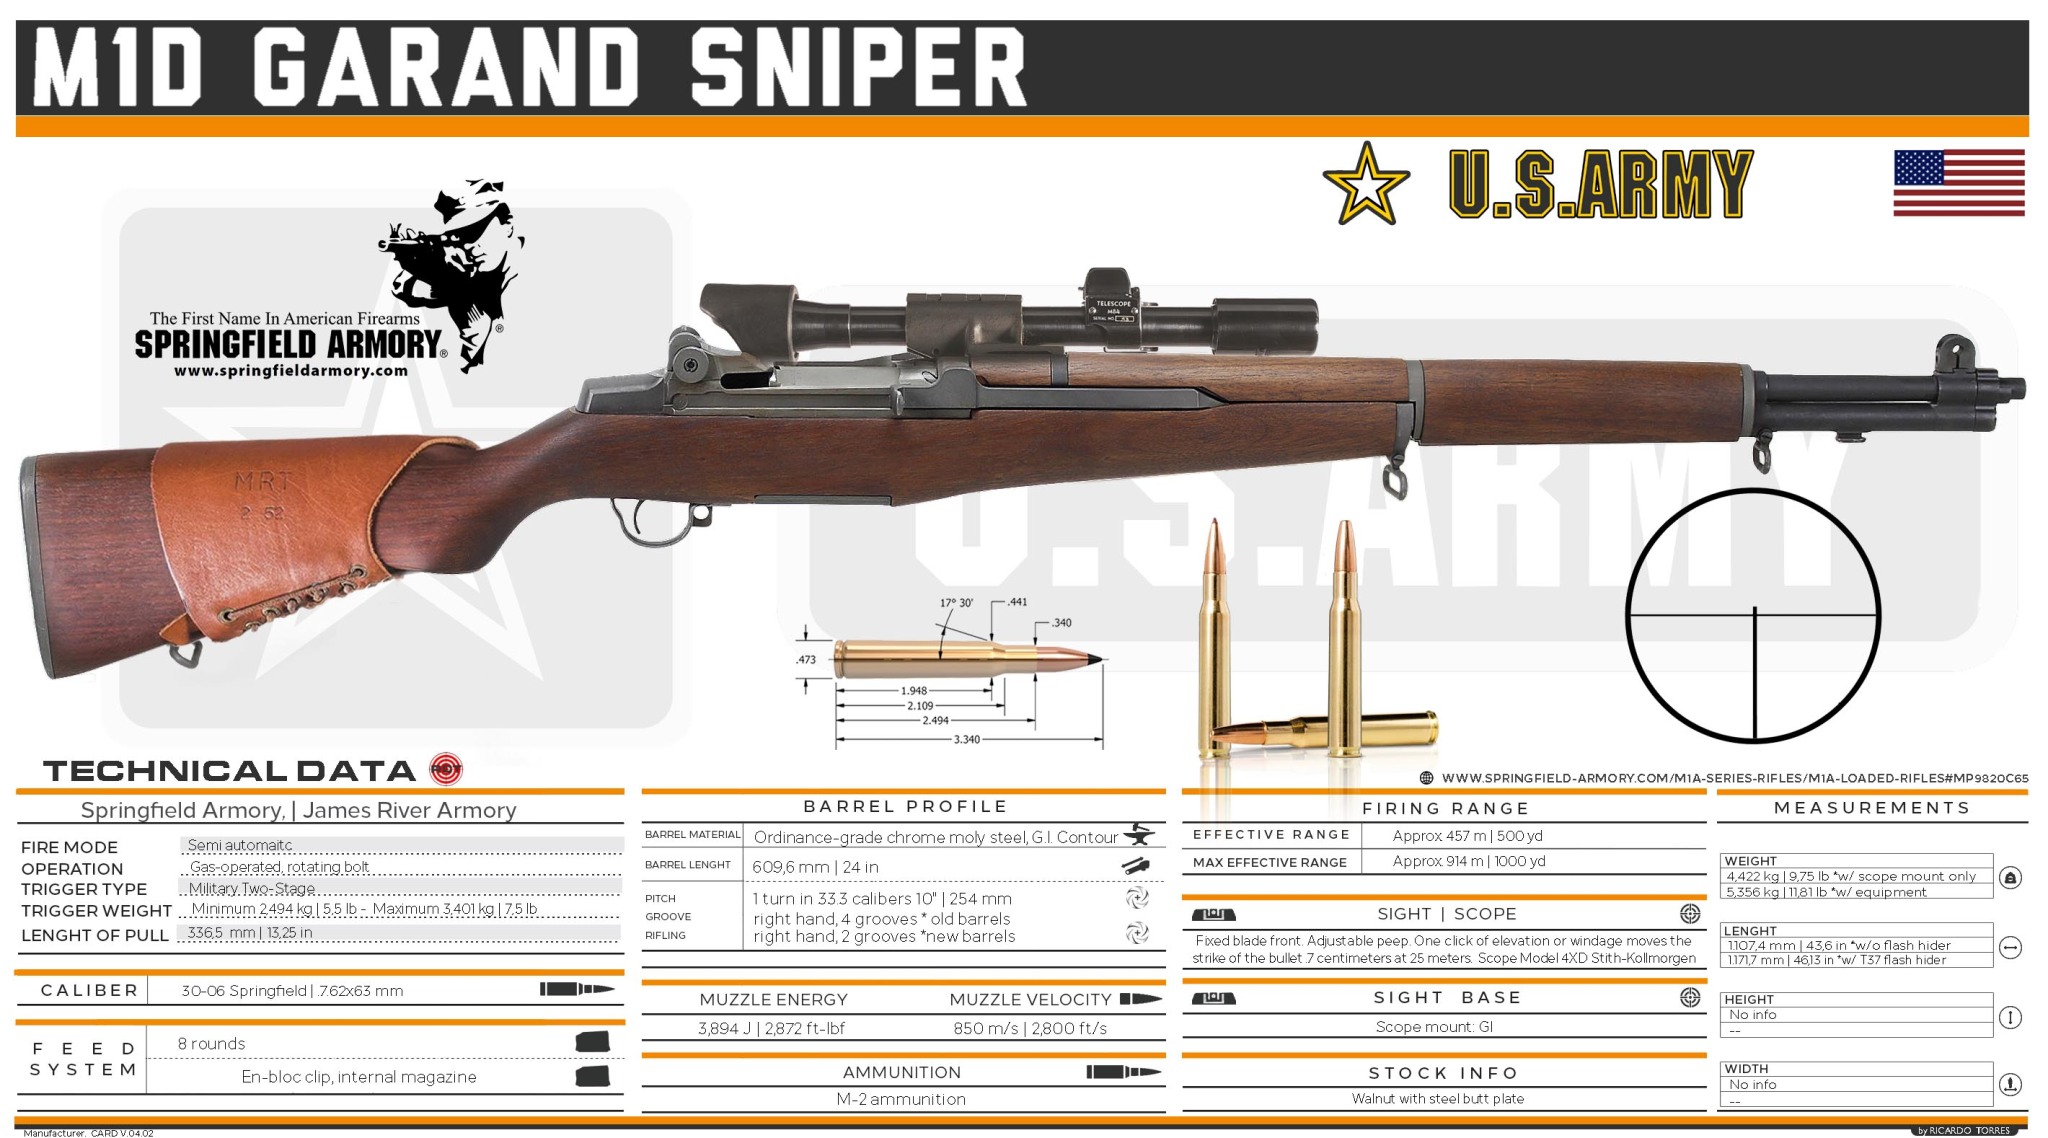 M1D GARAND SNIPER
U.S.ARMY
The First Name In American Firearms
SPRINGFIELD ARMORY®
®
www.springfieldarmory.com
TELESCOPE
M84
MRT
2 52
U.S.ARMY
17° 30'
.441
.340
.473
1.948
2.109
2.494
3.340
TECHNICAL DATA
WWW.SPRINGFIELD-ARMORY.COM/M1A-SERIES-RIFLES/M1A-LOADED-RIFLES#MP9820C65
Springfield Armory, | James River Armory
FIRE MODE Semi automaitc
OPERATION Gas-operated, rotating bolt
TRIGGER TYPE Military Two-Stage
TRIGGER WEIGHT Minimum 2,494 kg | 5,5 lb - Maximum 3,401 kg | 7,5 lb
LENGHT OF PULL 336,5 mm | 13,25 in
CALIBER 30-06 Springfield | .7.62x63 mm
FEED SYSTEM
8 rounds
En-bloc clip, internal magazine
BARREL PROFILE
BARREL MATERIAL Ordinance-grade chrome moly steel, G.I. Contour
BARREL LENGHT 609,6 mm | 24 in
PITCH 1 turn in 33.3 calibers 10" | 254 mm
GROOVE right hand, 4 grooves * old barrels
RIFLING right hand, 2 grooves *new barrels
MUZZLE ENERGY MUZZLE VELOCITY
3,894 J | 2,872 ft-lbf 850 m/s | 2,800 ft/s
AMMUNITION
M-2 ammunition
FIRING RANGE
EFFECTIVE RANGE Approx 457 m | 500 yd
MAX EFFECTIVE RANGE Approx. 914 m | 1000 yd
SIGHT | SCOPE
Fixed blade front. Adjustable peep. One click of elevation or windage moves the
strike of the bullet .7 centimeters at 25 meters. Scope Model 4XD Stith-Kollmorgen
SIGHT BASE
Scope mount: GI
STOCK INFO
Walnut with steel butt plate
MEASUREMENTS
WEIGHT
4,422 kg | 9,75 lb *w/ scope mount only
5,356 kg | 11,81 lb *w/ equipment
LENGHT
1.107,4 mm | 43,6 in *w/o flash hider
1.171,7 mm | 46,13 in *w/ T37 flash hider
HEIGHT
No info
--
WIDTH
No info
--
Manufacturer. CARD V.04.02
by RICARDO TORRES